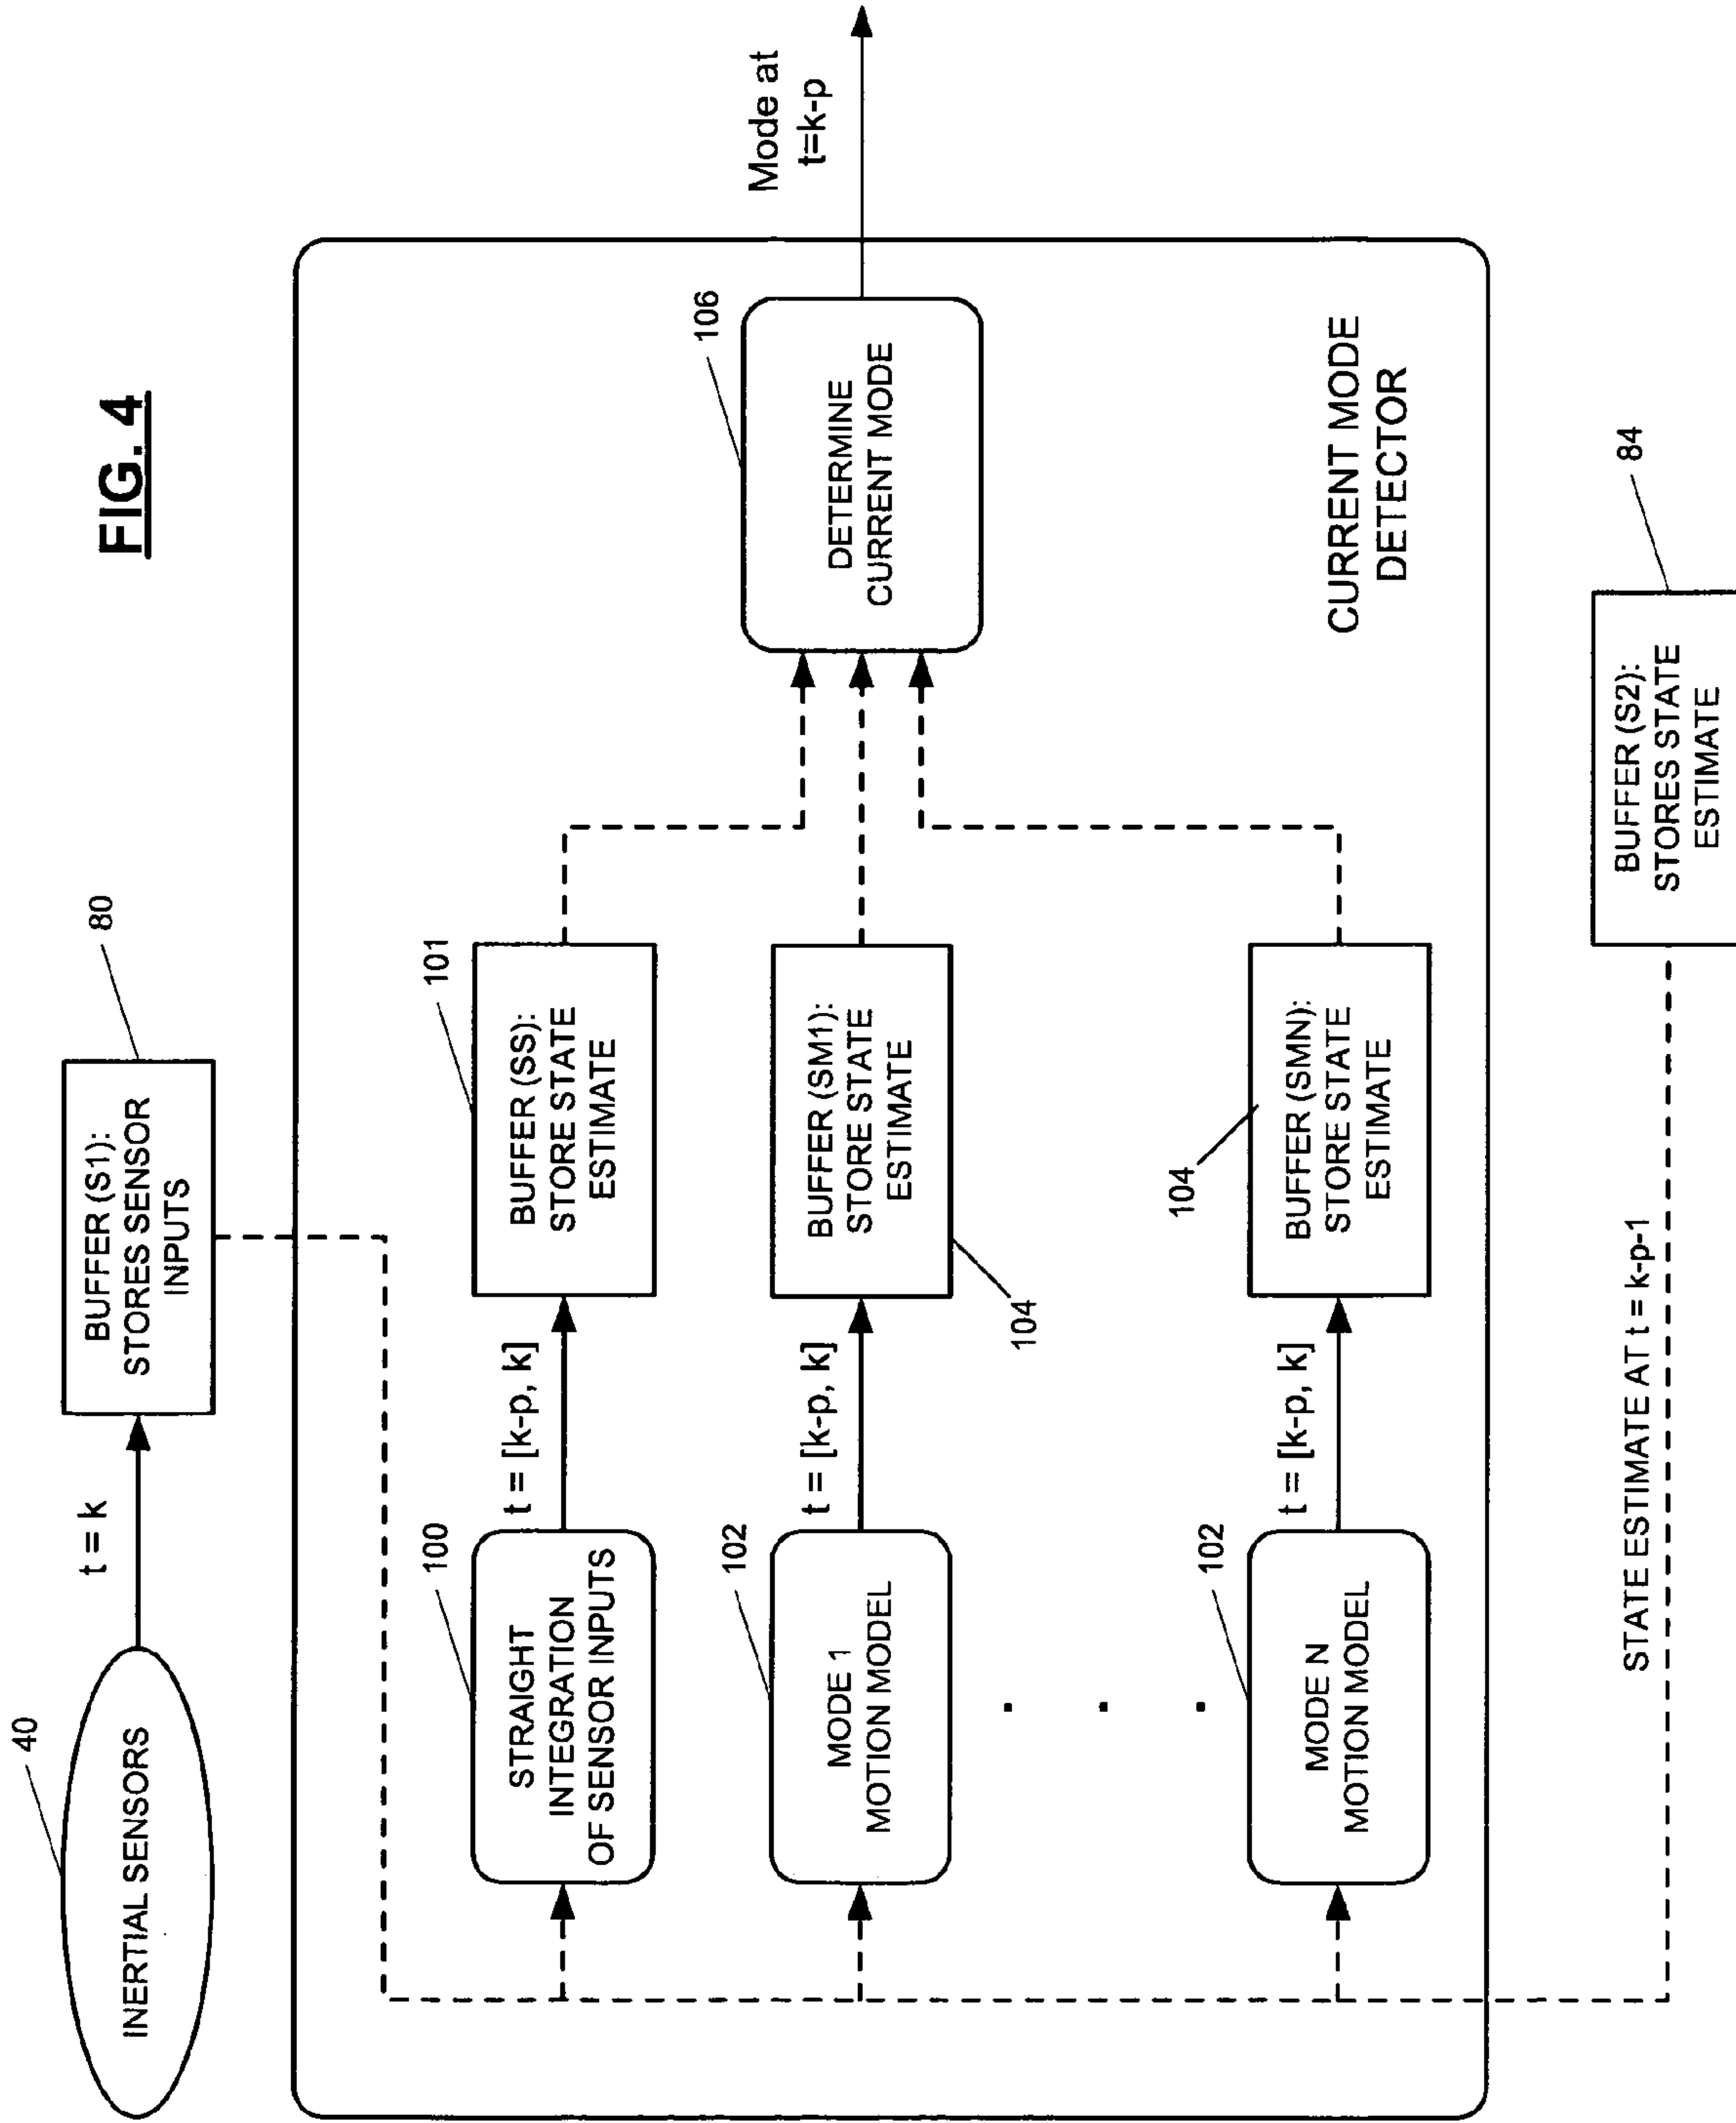 FIG. 4
40
INERTIAL SENSORS
t = k
80
BUFFER (S1):
STORES SENSOR
INPUTS
100
STRAIGHT
INTEGRATION
OF SENSOR INPUTS
t = [k-p, k]
101
BUFFER (SS):
STORE STATE
ESTIMATE
102
MODE 1
MOTION MODEL
t = [k-p, k]
BUFFER (SM1):
STORE STATE
ESTIMATE
104
106
DETERMINE
CURRENT MODE
Mode at
t=k-p
. . .
102
MODE N
MOTION MODEL
t = [k-p, k]
104
BUFFER (SMN):
STORE STATE
ESTIMATE
CURRENT MODE
DETECTOR
STATE ESTIMATE AT t = k-p-1
84
BUFFER (S2):
STORES STATE
ESTIMATE